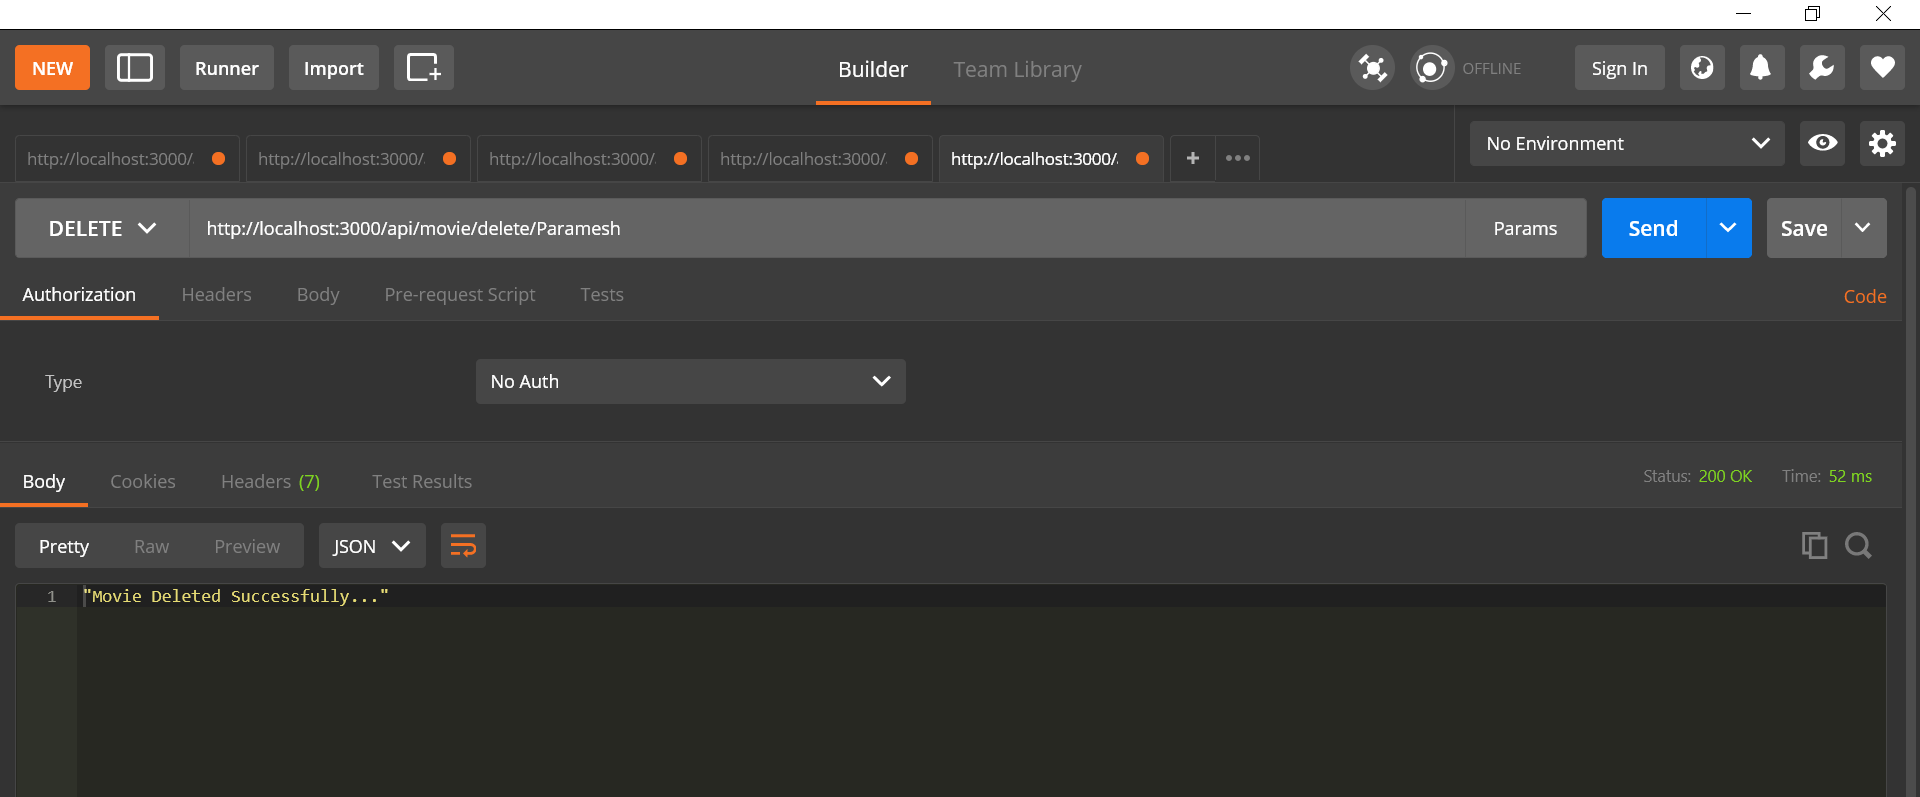 NEW Runner Import Builder Team Library OFFLINE Sign In
http://localhost:3000/ http://localhost:3000/ http://localhost:3000/ http://localhost:3000/ http://localhost:3000/ + ••• No Environment
DELETE http://localhost:3000/api/movie/delete/Paramesh Params Send Save
Authorization Headers Body Pre-request Script Tests Code
Type No Auth
Body Cookies Headers (7) Test Results Status: 200 OK Time: 52 ms
Pretty Raw Preview JSON
1 "Movie Deleted Successfully..."